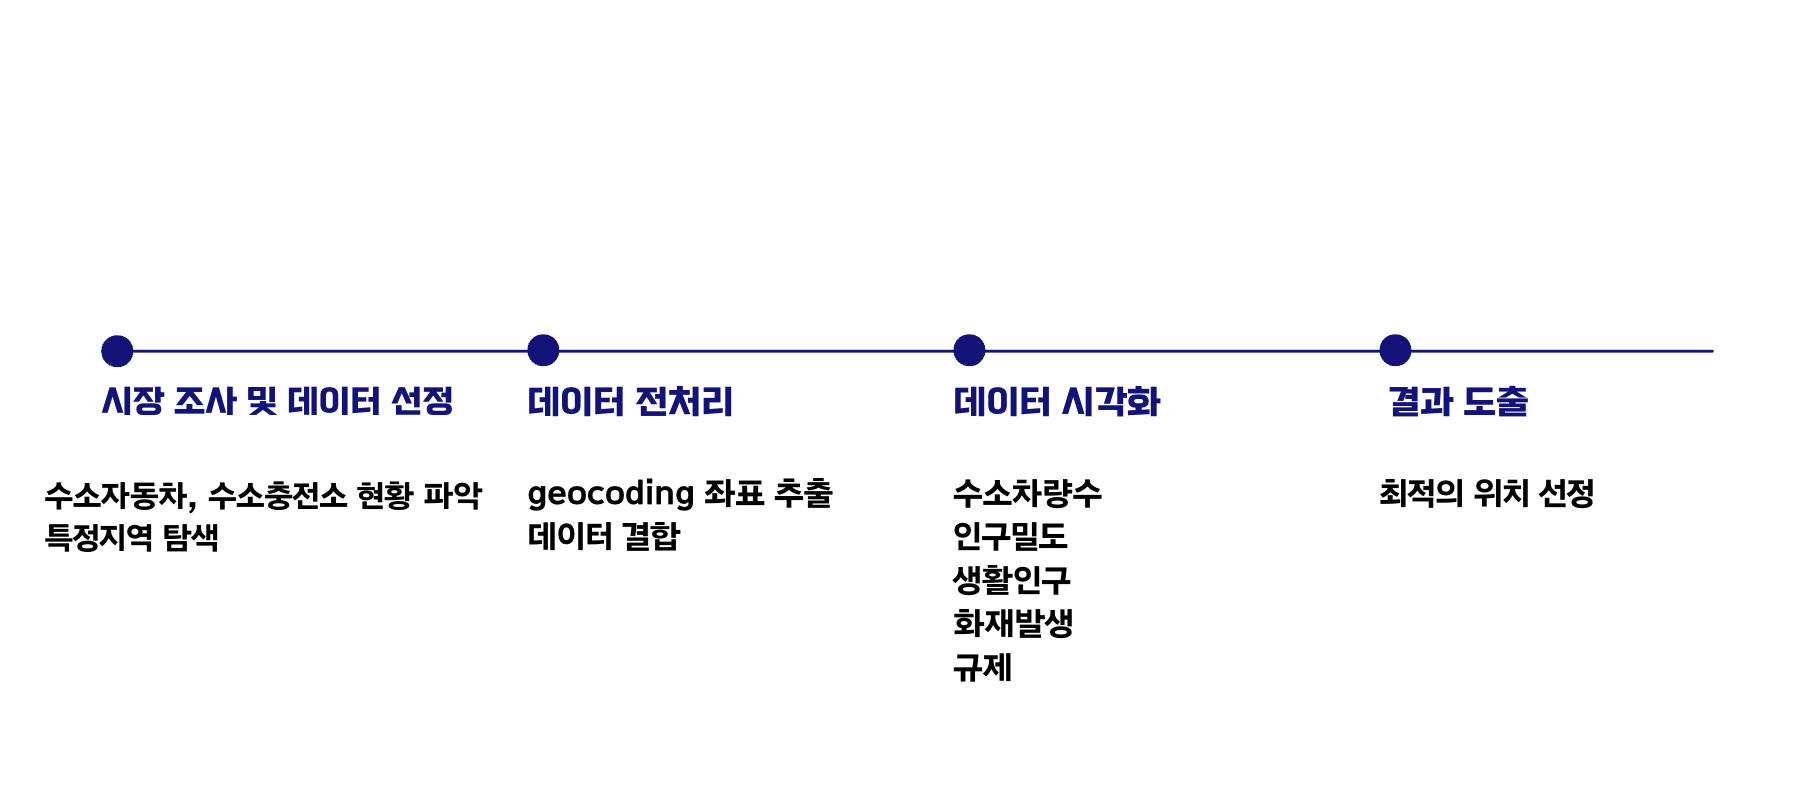 시장 조사 및 데이터 선정
수소자동차, 수소충전소 현황 파악
특정지역 탐색
데이터 전처리
geocoding 좌표 추출
데이터 결합
데이터 시각화
수소차량수
인구밀도
생활인구
화재발생
규제
결과 도출
최적의 위치 선정